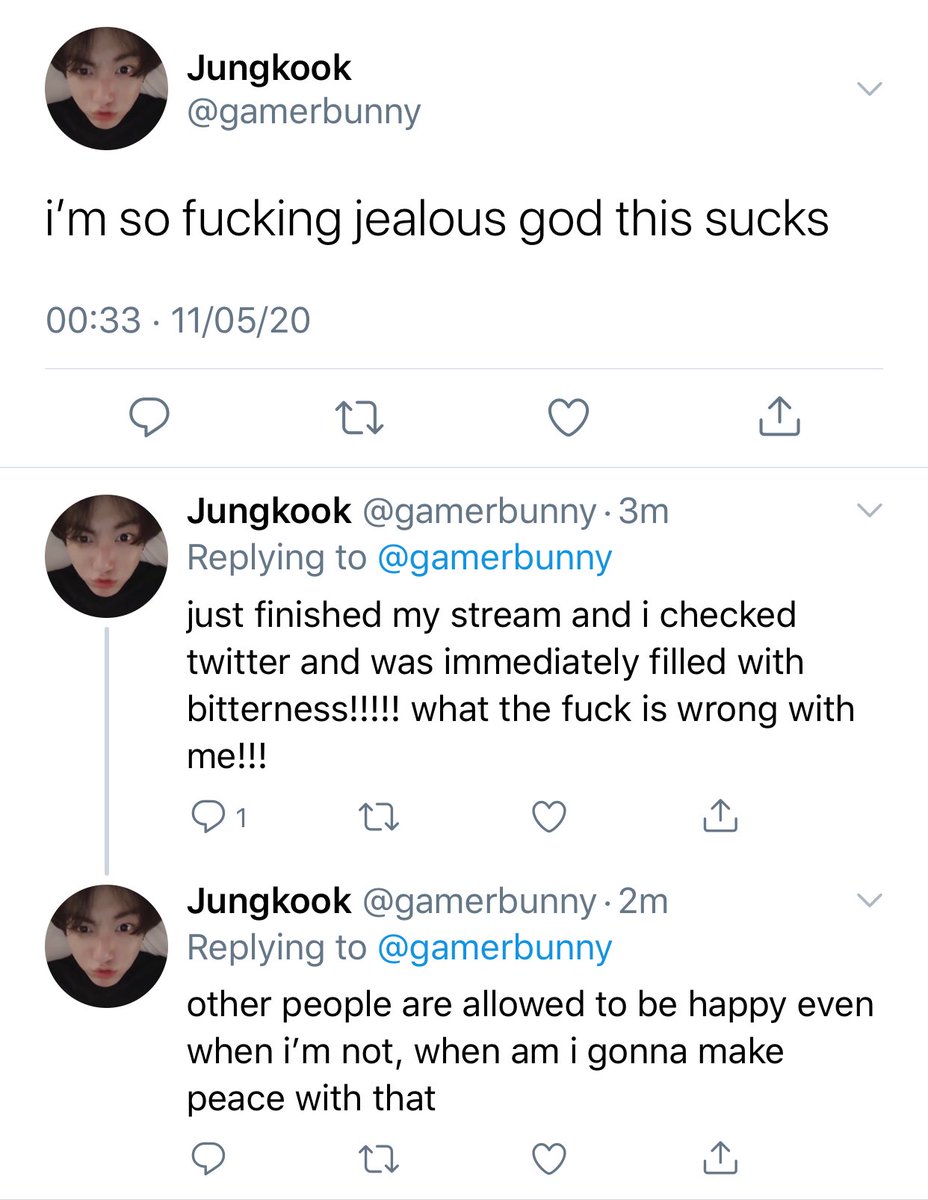 Jungkook
@gamerbunny
i'm so fucking jealous god this sucks
00:33 · 11/05/20
Jungkook @gamerbunny · 3m
Replying to @gamerbunny
just finished my stream and i checked
twitter and was immediately filled with
bitterness!!!!! what the fuck is wrong with
me!!!
1
Jungkook @gamerbunny · 2m
Replying to @gamerbunny
other people are allowed to be happy even
when i'm not, when am i gonna make
peace with that